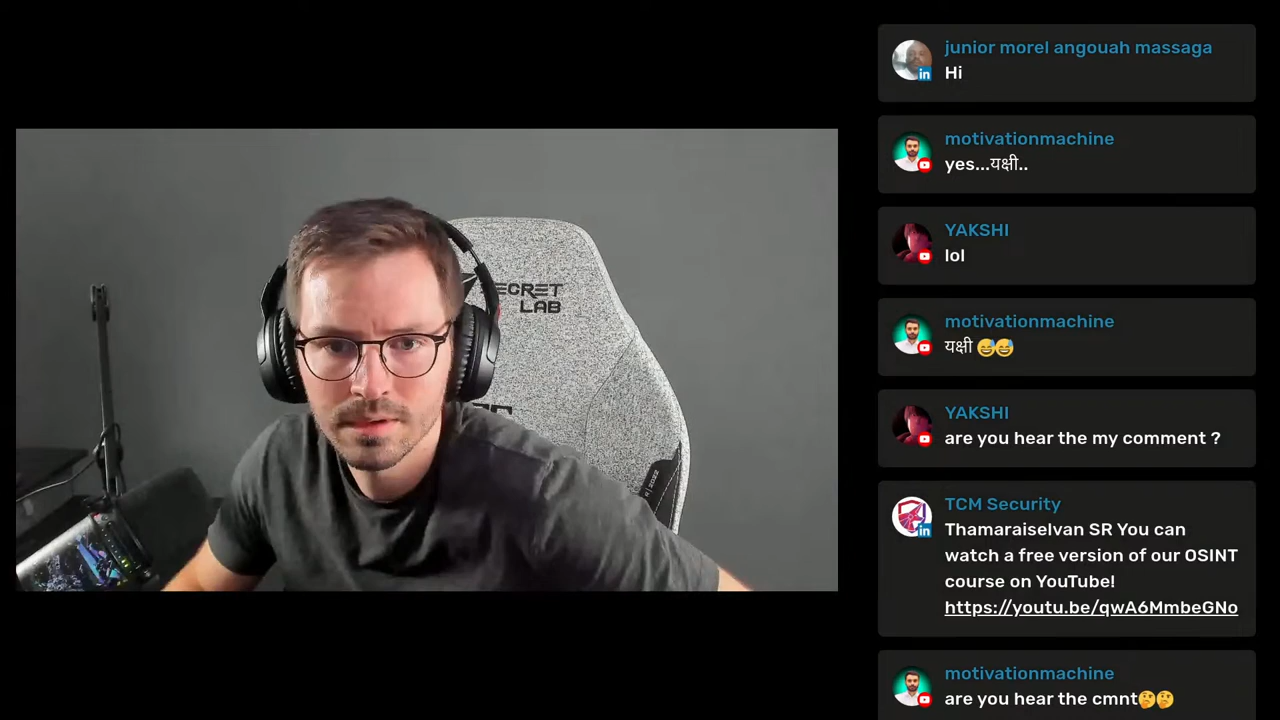 SECRET
LAB
junior morel angouah massaga
Hi
motivationmachine
yes...यक्षी..
YAKSHI
lol
motivationmachine
यक्षी 😅😅
YAKSHI
are you hear the my comment ?
TCM Security
Thamaraiselvan SR You can
watch a free version of our OSINT
course on YouTube!
https://youtu.be/qwA6MmbeGNo
motivationmachine
are you hear the cmnt🤔🤔